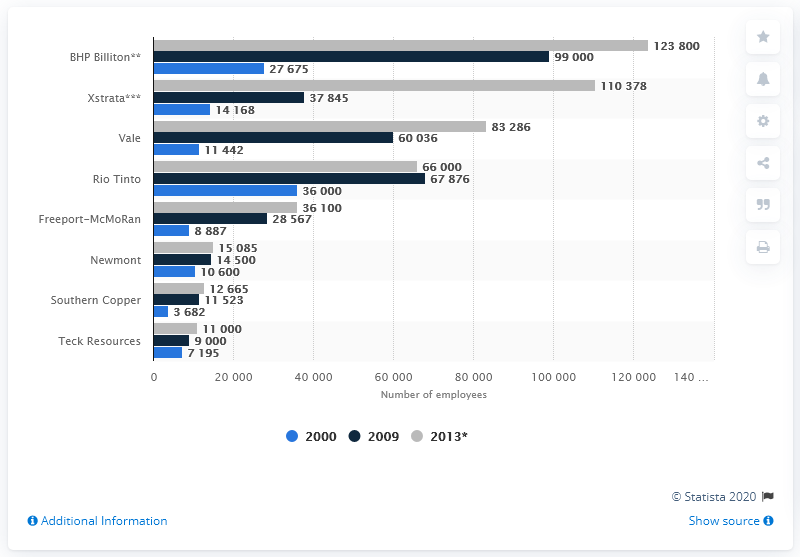 BHP Billiton** 123 800
99 000
27 675
Xstrata*** 110 378
37 845
14 168
Vale 83 286
60 036
11 442
Rio Tinto 66 000
67 876
36 000
Freeport-McMoRan 36 100
28 567
8 887
Newmont 15 085
14 500
10 600
Southern Copper 12 665
11 523
3 682
Teck Resources 11 000
9 000
7 195
0 20 000 40 000 60 000 80 000 100 000 120 000 140 ...
Number of employees
2000 2009 2013*
© Statista 2020
Additional Information Show source